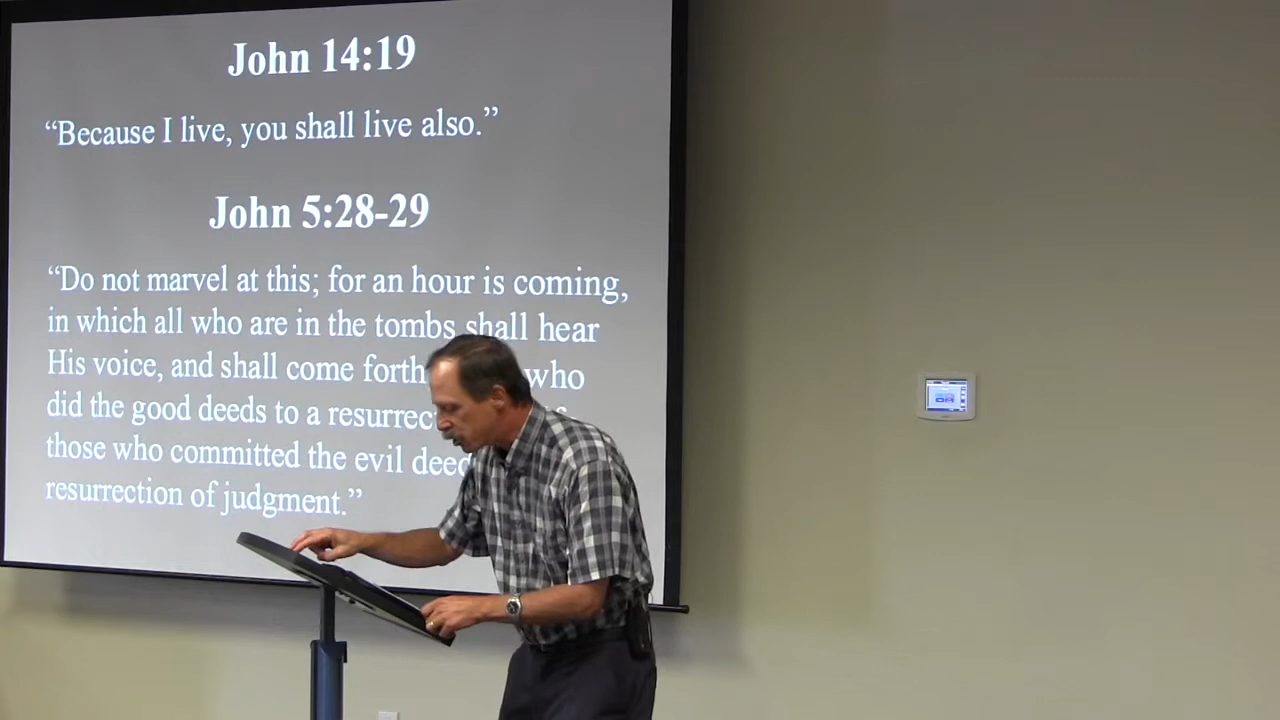 John 14:19
“Because I live, you shall live also.”
John 5:28-29
“Do not marvel at this; for an hour is coming,
in which all who are in the tombs shall hear
His voice, and shall come forth who
did the good deeds to a
those who committed the evil
resurrection of judgment.”